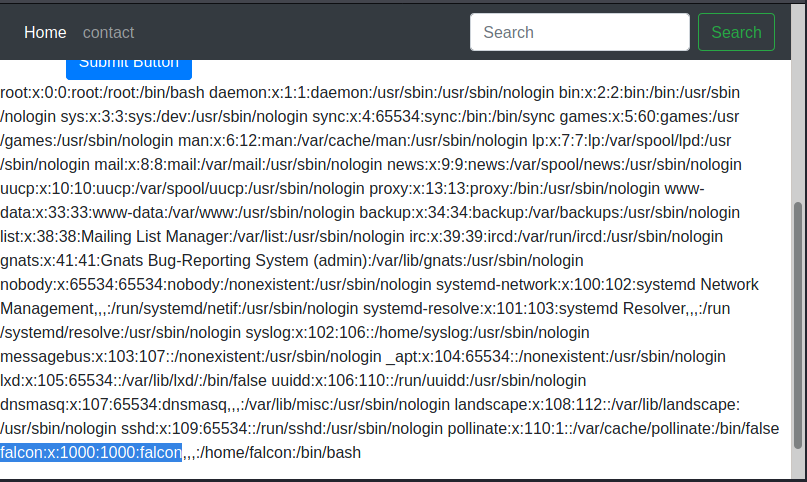 Home contact Search Search
Submit Button
root:x:0:0:root:/root:/bin/bash daemon:x:1:1:daemon:/usr/sbin:/usr/sbin/nologin bin:x:2:2:bin:/bin:/usr/sbin
/nologin sys:x:3:3:sys:/dev:/usr/sbin/nologin sync:x:4:65534:sync:/bin:/bin/sync games:x:5:60:games:/usr
/games:/usr/sbin/nologin man:x:6:12:man:/var/cache/man:/usr/sbin/nologin lp:x:7:7:lp:/var/spool/lpd:/usr
/sbin/nologin mail:x:8:8:mail:/var/mail:/usr/sbin/nologin news:x:9:9:news:/var/spool/news:/usr/sbin/nologin
uucp:x:10:10:uucp:/var/spool/uucp:/usr/sbin/nologin proxy:x:13:13:proxy:/bin:/usr/sbin/nologin www-
data:x:33:33:www-data:/var/www:/usr/sbin/nologin backup:x:34:34:backup:/var/backups:/usr/sbin/nologin
list:x:38:38:Mailing List Manager:/var/list:/usr/sbin/nologin irc:x:39:39:ircd:/var/run/ircd:/usr/sbin/nologin
gnats:x:41:41:Gnats Bug-Reporting System (admin):/var/lib/gnats:/usr/sbin/nologin
nobody:x:65534:65534:nobody:/nonexistent:/usr/sbin/nologin systemd-network:x:100:102:systemd Network
Management,,,:/run/systemd/netif:/usr/sbin/nologin systemd-resolve:x:101:103:systemd Resolver,,,:/run
/systemd/resolve:/usr/sbin/nologin syslog:x:102:106::/home/syslog:/usr/sbin/nologin
messagebus:x:103:107::/nonexistent:/usr/sbin/nologin _apt:x:104:65534::/nonexistent:/usr/sbin/nologin
lxd:x:105:65534::/var/lib/lxd/:/bin/false uuidd:x:106:110::/run/uuidd:/usr/sbin/nologin
dnsmasq:x:107:65534:dnsmasq,,,:/var/lib/misc:/usr/sbin/nologin landscape:x:108:112::/var/lib/landscape:
/usr/sbin/nologin sshd:x:109:65534::/run/sshd:/usr/sbin/nologin pollinate:x:110:1::/var/cache/pollinate:/bin/false
falcon:x:1000:1000:falcon,,,:/home/falcon:/bin/bash